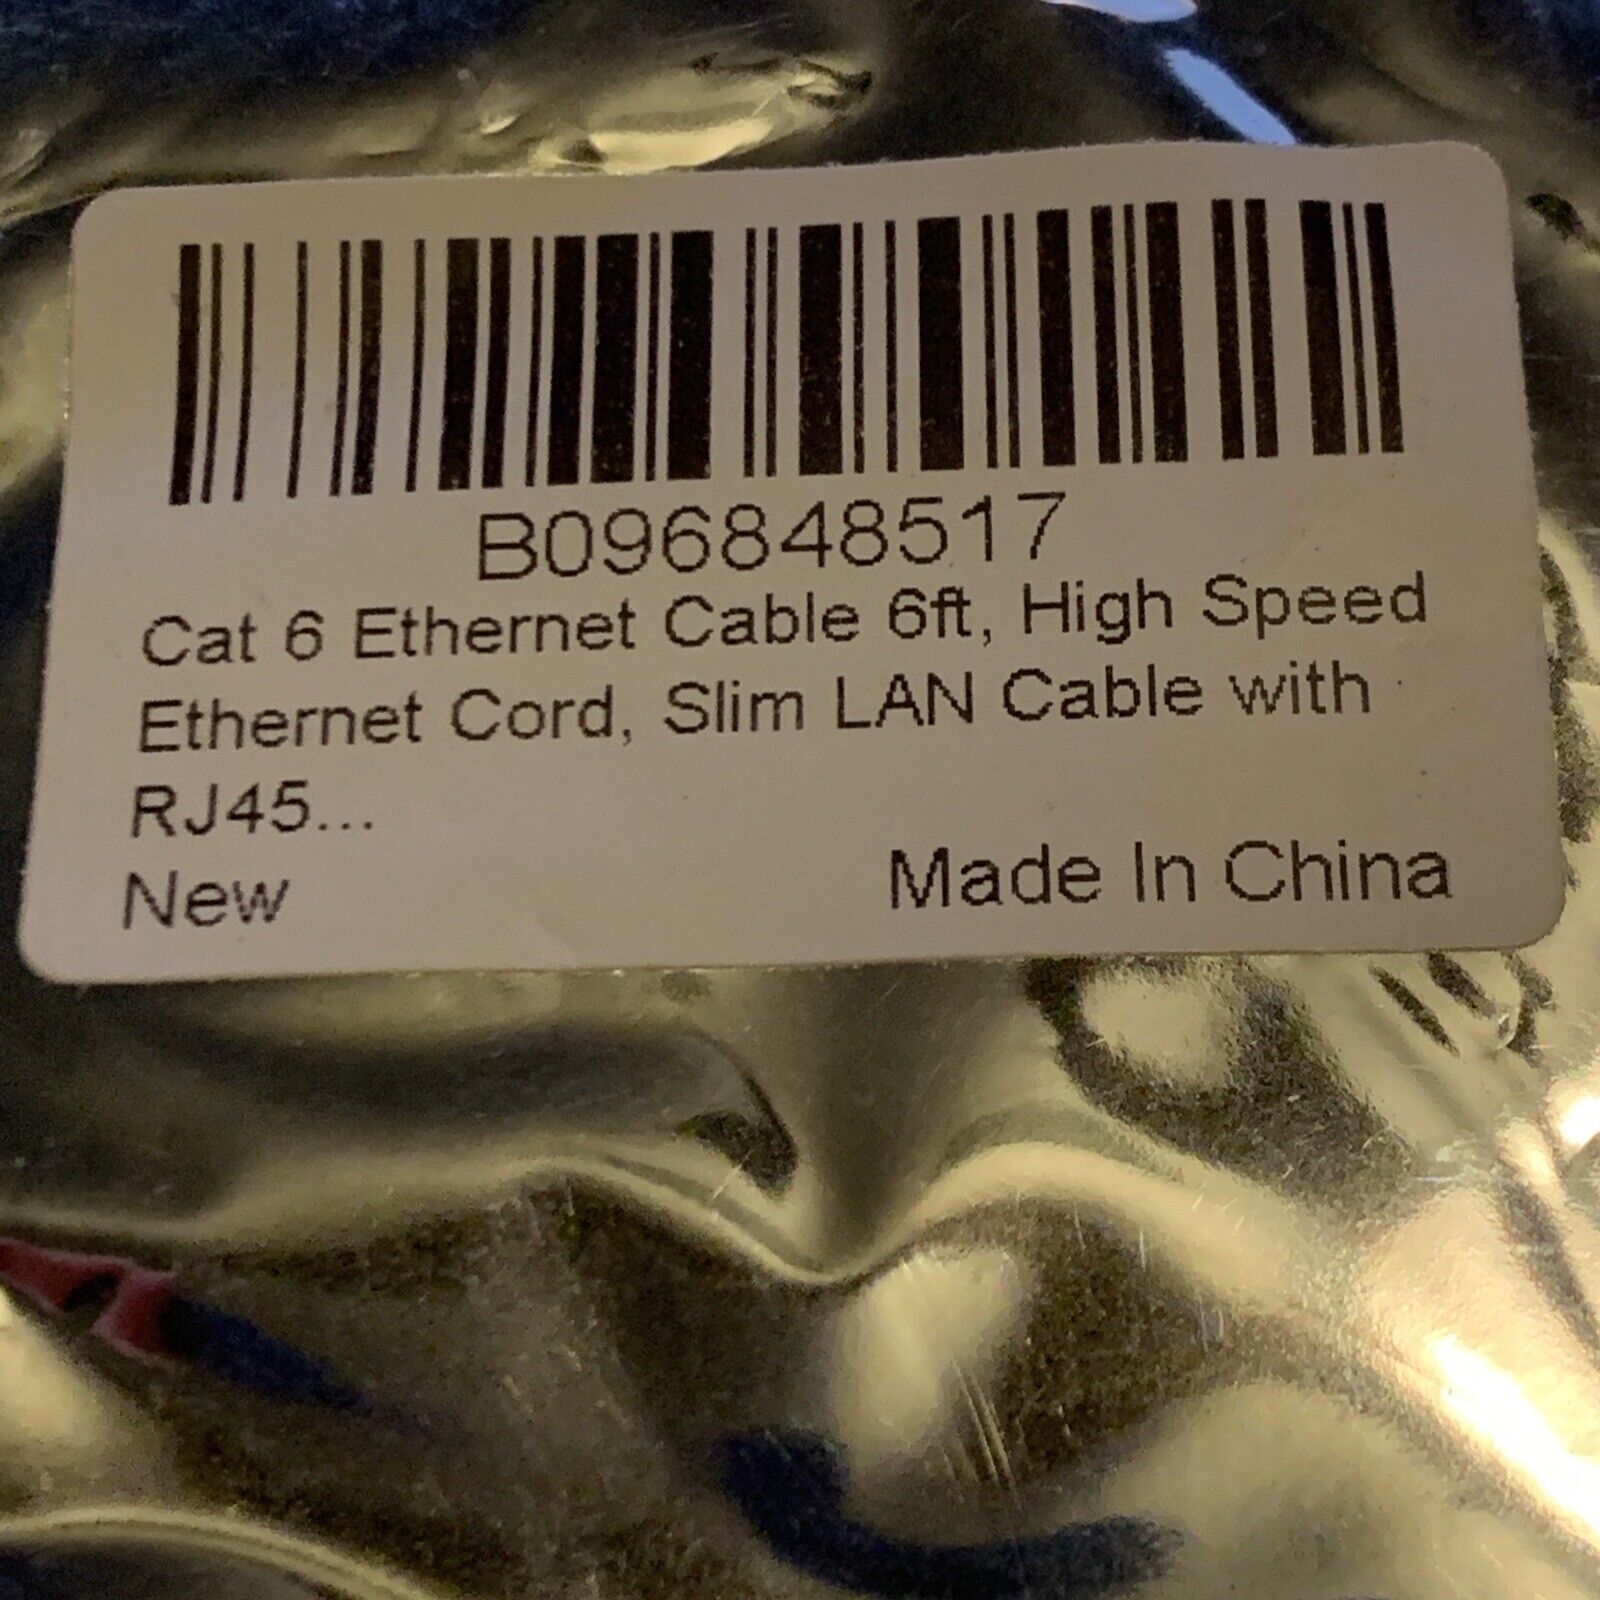 B096848517
Cat 6 Ethernet Cable 6ft, High Speed
Ethernet Cord, Slim LAN Cable with
RJ45...
New
Made In China